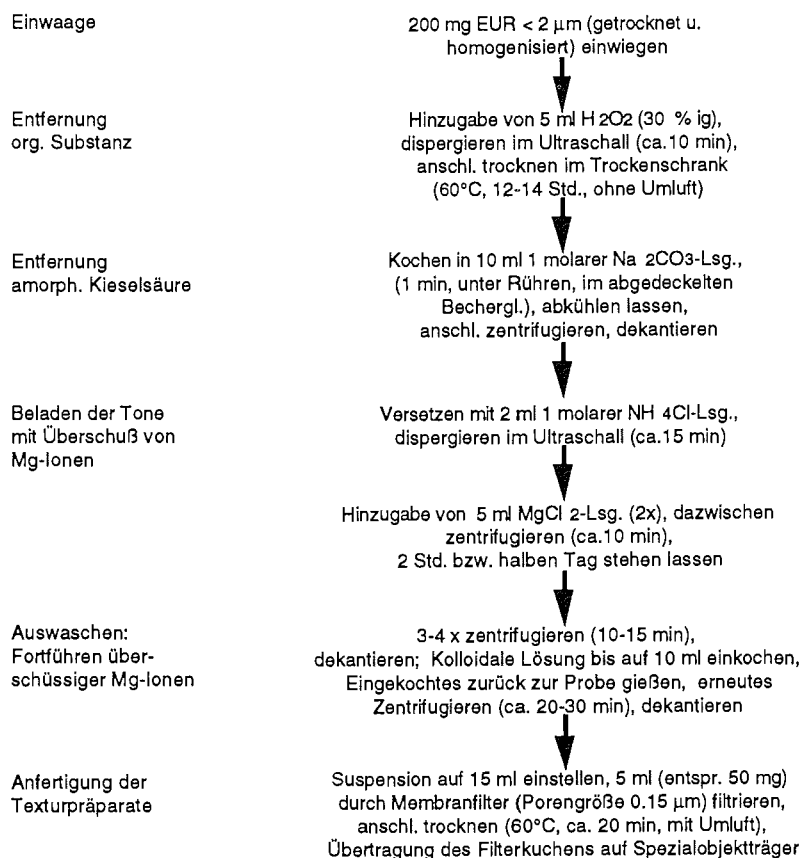 Einwaage
200 mg EUR < 2 µm (getrocknet u.
homogenisiert) einwiegen
Entfernung
org. Substanz
Hinzugabe von 5 ml H 2O2 (30 % ig),
dispergieren im Ultraschall (ca.10 min),
anschl. trocknen im Trockenschrank
(60°C, 12-14 Std., ohne Umluft)
Entfernung
amorph. Kieselsäure
Kochen in 10 ml 1 molarer Na 2CO3-Lsg.,
(1 min, unter Rühren, im abgedeckelten
Bechergl.), abkühlen lassen,
anschl. zentrifugieren, dekantieren
Beladen der Tone
mit Überschuß von
Mg-Ionen
Versetzen mit 2 ml 1 molarer NH 4Cl-Lsg.,
dispergieren im Ultraschall (ca.15 min)
Hinzugabe von 5 ml MgCl 2-Lsg. (2x), dazwischen
zentrifugieren (ca.10 min),
2 Std. bzw. halben Tag stehen lassen
Auswaschen:
Fortführen über-
schüssiger Mg-Ionen
3-4 x zentrifugieren (10-15 min),
dekantieren; Kolloidale Lösung bis auf 10 ml einkochen,
Eingekochtes zurück zur Probe gießen, erneutes
Zentrifugieren (ca. 20-30 min), dekantieren
Anfertigung der
Texturpräparate
Suspension auf 15 ml einstellen, 5 ml (entspr. 50 mg)
durch Membranfilter (Porengröße 0.15 µm) filtrieren,
anschl. trocknen (60°C, ca. 20 min, mit Umluft),
Übertragung des Filterkuchens auf Spezialobjektträger